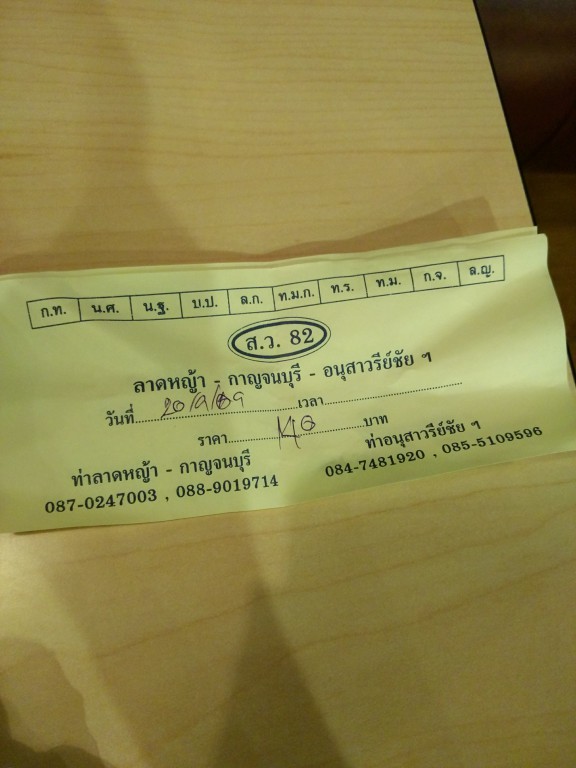 ก.ท. น.ศ. น.ฐ. บ.ป. ล.ก. ท.ม.ก. ท.ร. ท.ม. ก.จ. ล.ญ.
ส.ว. 82
ลาดหญ้า - กาญจนบุรี - อนุสาวรีย์ชัย ฯ
วันที่ 20/9/59 เวลา
ราคา 140 บาท
ท่าลาดหญ้า - กาญจนบุรี
087-0247003 , 088-9019714
ท่าอนุสาวรีย์ชัย ฯ
084-7481920 , 085-5109596